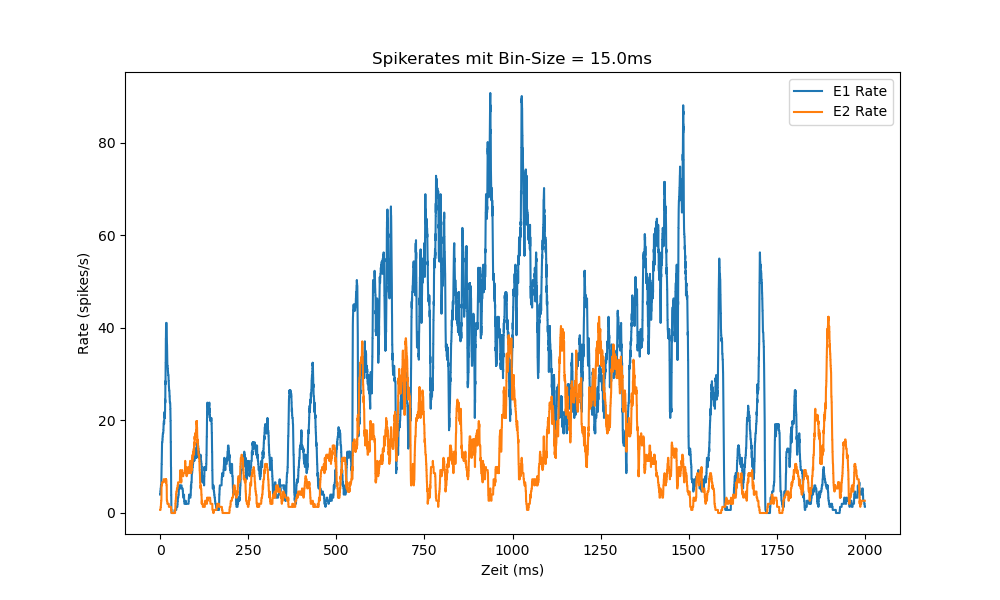 Spikerates mit Bin-Size = 15.0ms
E1 Rate
E2 Rate
Rate (spikes/s)
80
60
40
20
0
0 250 500 750 1000 1250 1500 1750 2000
Zeit (ms)